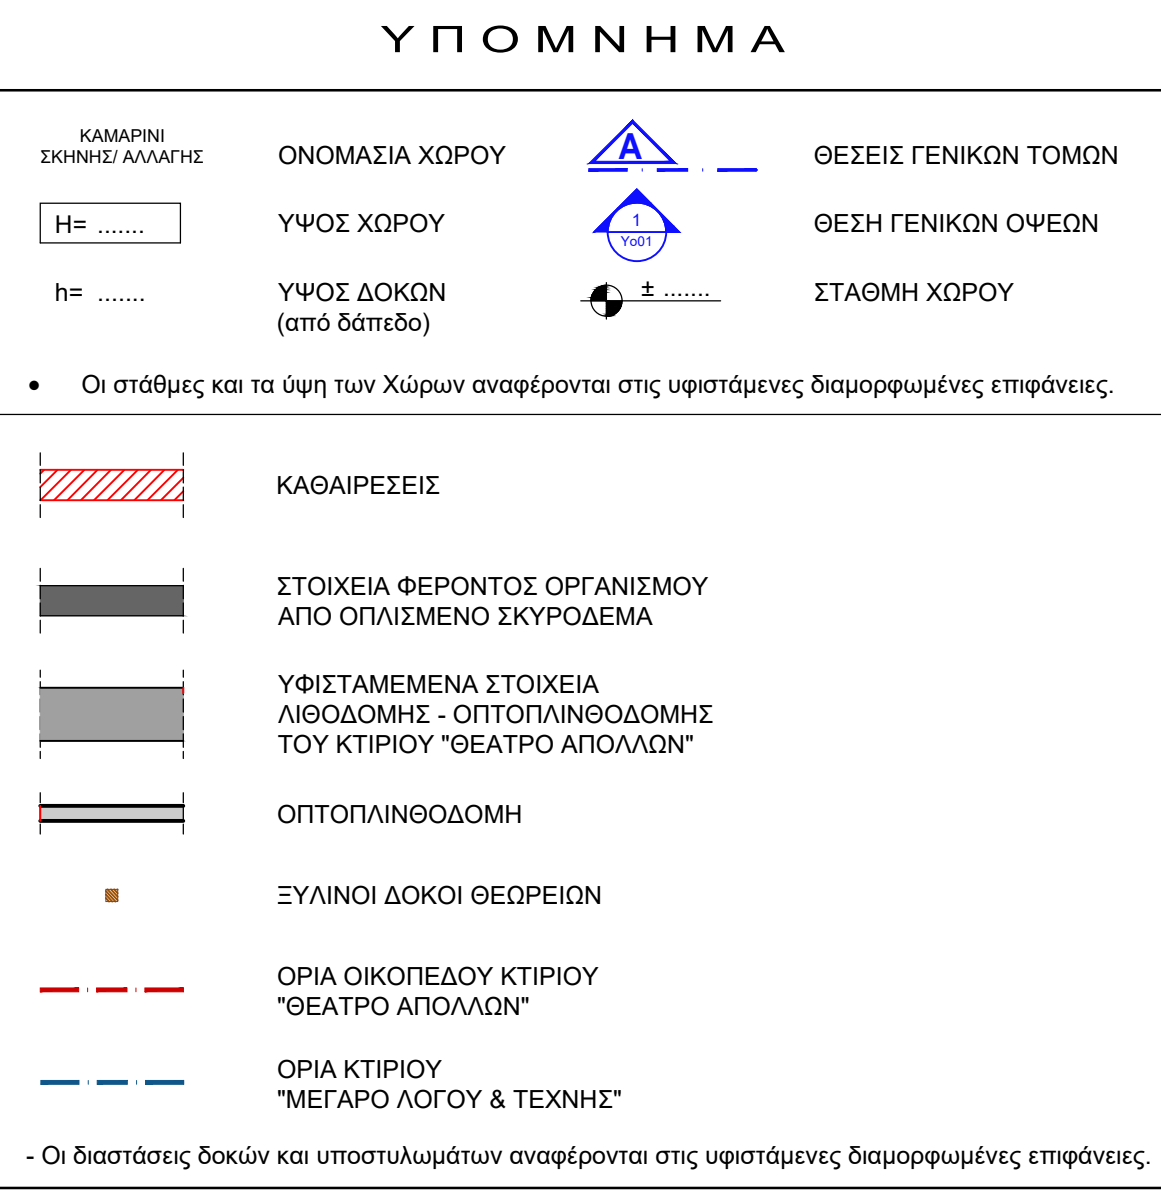 ΥΠΟΜΝΗΜΑ
ΚΑΜΑΡΙΝΙ
ΣΚΗΝΗΣ/ ΑΛΛΑΓΗΣ
ΟΝΟΜΑΣΙΑ ΧΩΡΟΥ
A
ΘΕΣΕΙΣ ΓΕΝΙΚΩΝ ΤΟΜΩΝ
H= .......
ΥΨΟΣ ΧΩΡΟΥ
1
Yo01
ΘΕΣΗ ΓΕΝΙΚΩΝ ΟΨΕΩΝ
h= .......
ΥΨΟΣ ΔΟΚΩΝ
(από δάπεδο)
± .......
ΣΤΑΘΜΗ ΧΩΡΟΥ
• Οι στάθμες και τα ύψη των Χώρων αναφέρονται στις υφιστάμενες διαμορφωμένες επιφάνειες.
ΚΑΘΑΙΡΕΣΕΙΣ
ΣΤΟΙΧΕΙΑ ΦΕΡΟΝΤΟΣ ΟΡΓΑΝΙΣΜΟΥ
ΑΠΟ ΟΠΛΙΣΜΕΝΟ ΣΚΥΡΟΔΕΜΑ
ΥΦΙΣΤΑΜΕΜΕΝΑ ΣΤΟΙΧΕΙΑ
ΛΙΘΟΔΟΜΗΣ - ΟΠΤΟΠΛΙΝΘΟΔΟΜΗΣ
ΤΟΥ ΚΤΙΡΙΟΥ "ΘΕΑΤΡΟ ΑΠΟΛΛΩΝ"
ΟΠΤΟΠΛΙΝΘΟΔΟΜΗ
ΞΥΛΙΝΟΙ ΔΟΚΟΙ ΘΕΩΡΕΙΩΝ
ΟΡΙΑ ΟΙΚΟΠΕΔΟΥ ΚΤΙΡΙΟΥ
"ΘΕΑΤΡΟ ΑΠΟΛΛΩΝ"
ΟΡΙΑ ΚΤΙΡΙΟΥ
"ΜΕΓΑΡΟ ΛΟΓΟΥ & ΤΕΧΝΗΣ"
- Οι διαστάσεις δοκών και υποστυλωμάτων αναφέρονται στις υφιστάμενες διαμορφωμένες επιφάνειες.